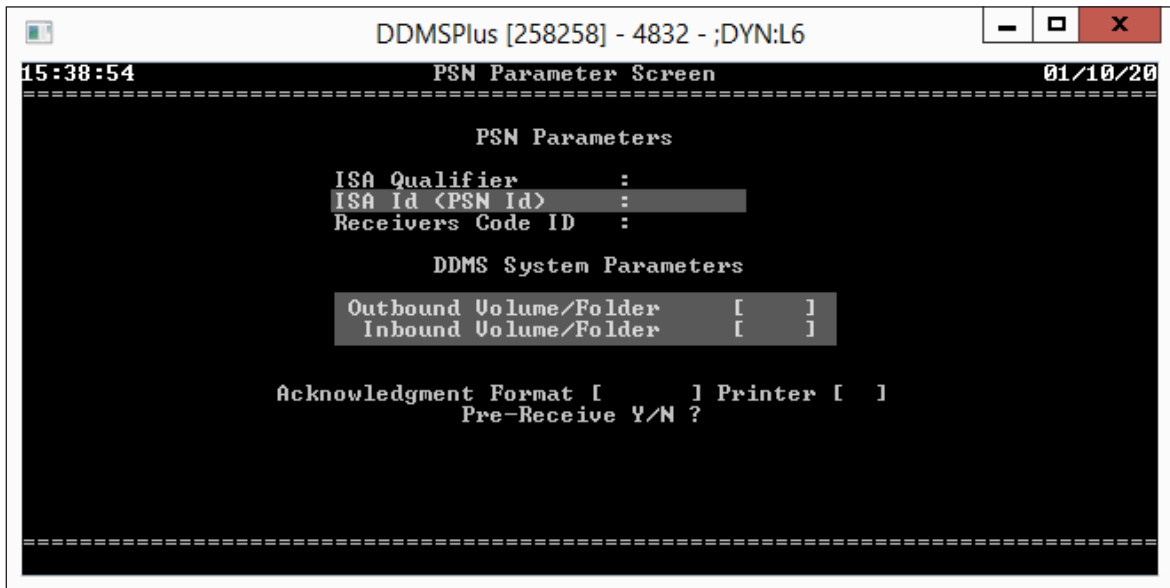 DDMSPlus [258258] - 4832 - ;DYN:L6
15:38:54 PSN Parameter Screen 01/10/20
================================================================================
PSN Parameters
ISA Qualifier :
ISA Id <PSN Id> :
Receivers Code ID :
DDMS System Parameters
Outbound Volume/Folder [ ]
Inbound Volume/Folder [ ]
Acknowledgment Format [ ] Printer [ ]
Pre-Receive Y/N ?
================================================================================